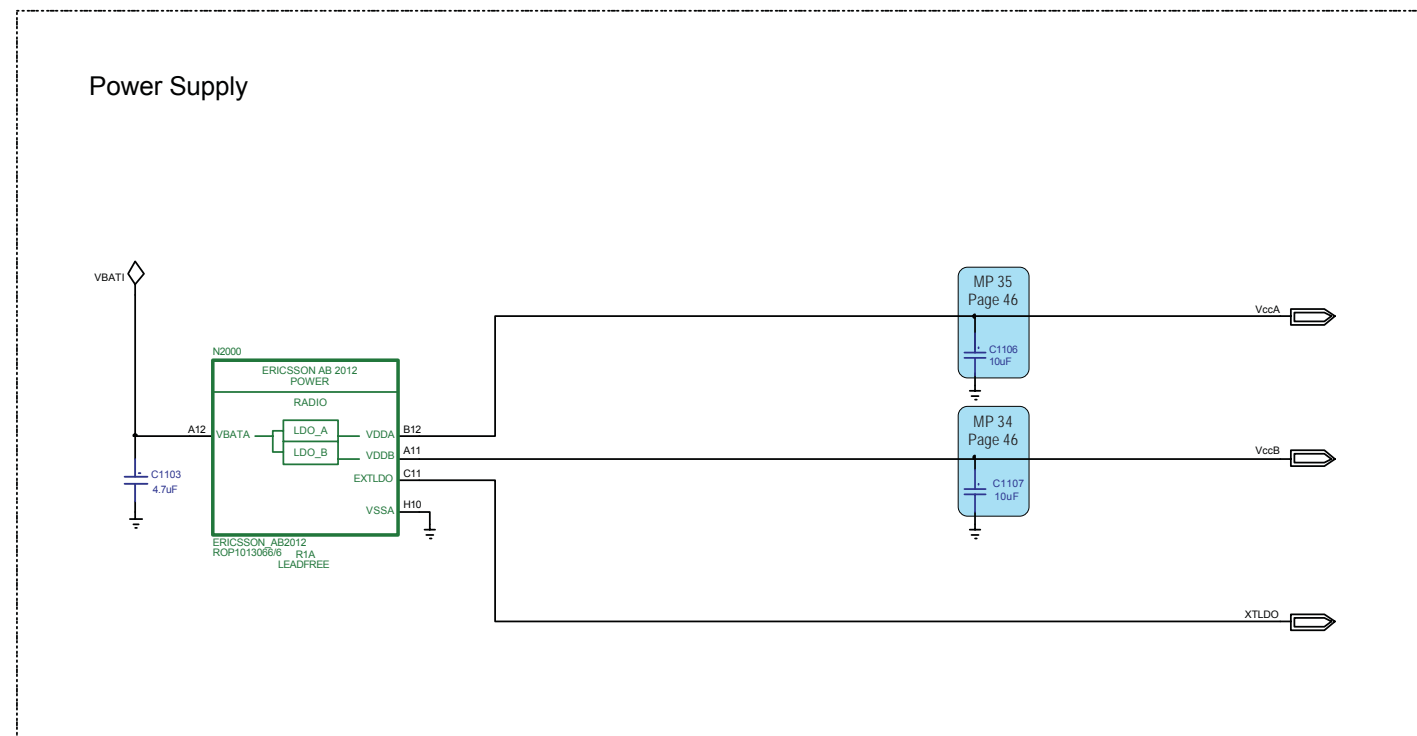 Power Supply
VBATI
MP 35
Page 46
VccA
C1106
10uF
N2000
ERICSSON AB 2012
POWER
RADIO
A12
VBATA
LDO_A
LDO_B
VDDA
B12
VDDB
A11
EXTLDO
C11
VSSA
H10
C1103
4.7uF
MP 34
Page 46
VccB
C1107
10uF
ERICSSON_AB2012
ROP1013066/6
R1A
LEADFREE
XTLDO